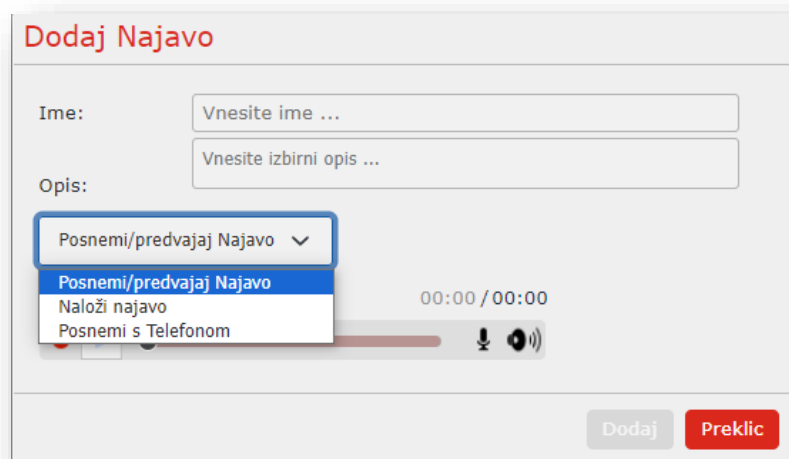 Dodaj Najavo
Ime:
Vnesite ime ...
Vnesite izbirni opis ...
Opis:
Posnemi/predvajaj Najavo
Posnemi/predvajaj Najavo
Naloži najavo
Posnemi s Telefonom
00:00/00:00
Dodaj
Preklic